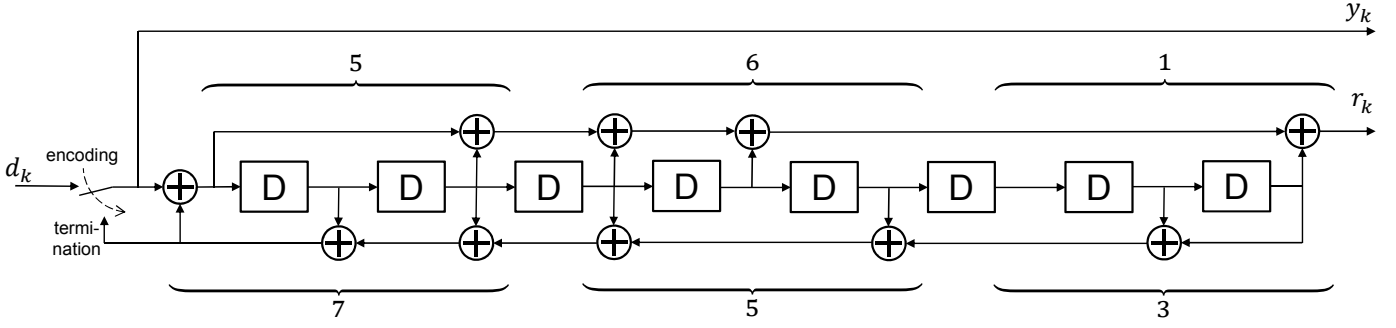 y_k
5
6
1
r_k
encoding
d_k
D D D D D D D D
termi-
nation
7
5
3